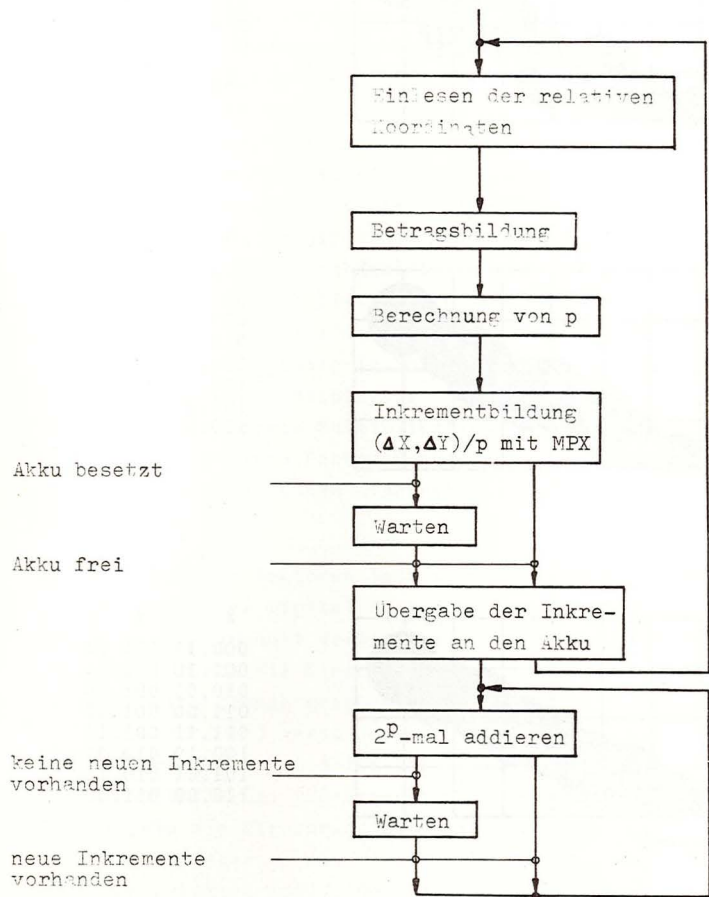 Einlesen der relativen
Koordinaten
Betragsbildung
Berechnung von p
Inkrementbildung
(ΔX,ΔY)/p mit MPX
Akku besetzt
Warten
Akku frei
Übergabe der Inkre-
mente an den Akku
2ᵖ-mal addieren
keine neuen Inkremente
vorhanden
Warten
neue Inkremente
vorhanden